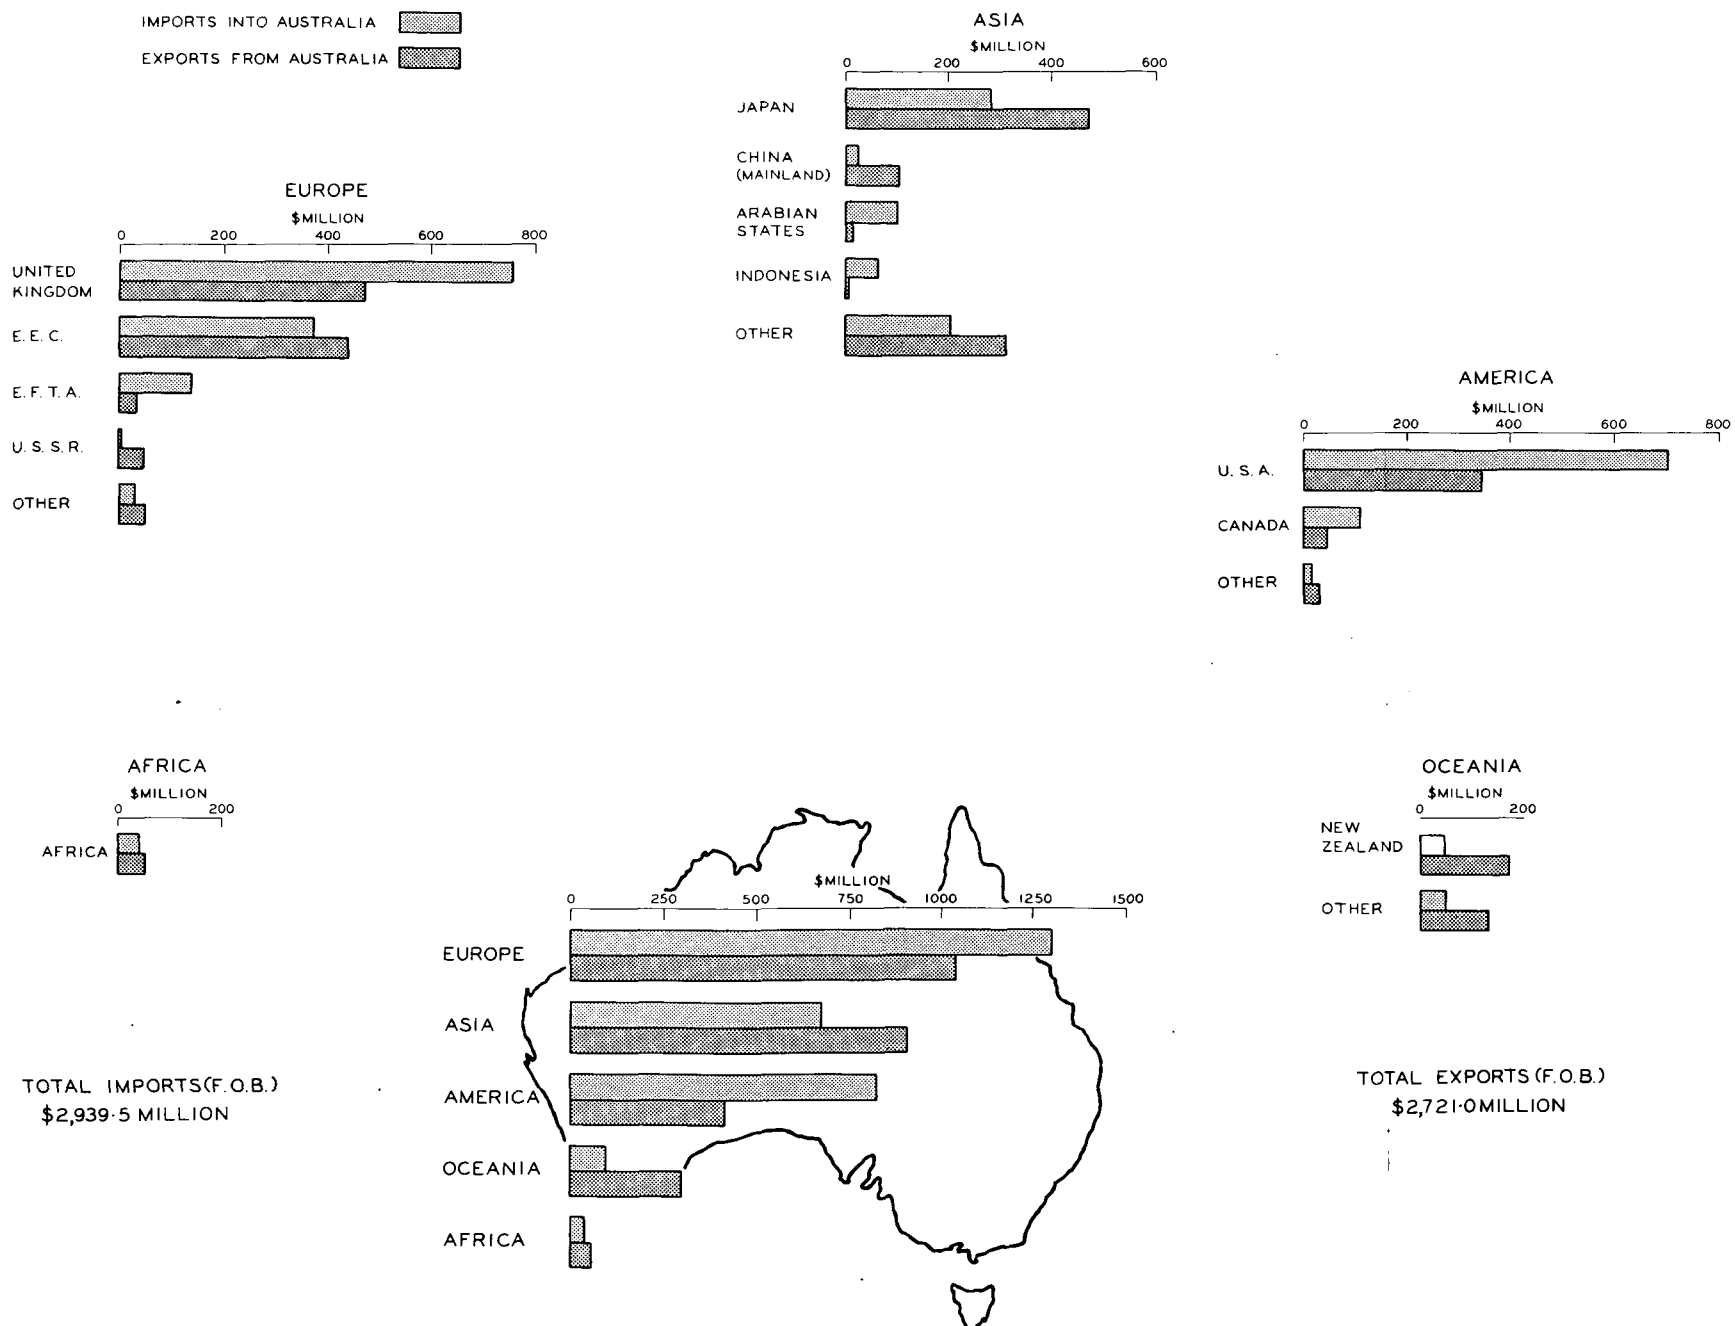 IMPORTS INTO AUSTRALIA
EXPORTS FROM AUSTRALIA
ASIA
$MILLION
0 200 400 600
JAPAN
CHINA
(MAINLAND)
ARABIAN
STATES
INDONESIA
OTHER
EUROPE
$MILLION
0 200 400 600 800
UNITED
KINGDOM
E. E. C.
E. F. T. A.
U. S. S. R.
OTHER
AMERICA
$MILLION
0 200 400 600 800
U. S. A.
CANADA
OTHER
AFRICA
$MILLION
0 200
AFRICA
OCEANIA
$MILLION
0 200
NEW
ZEALAND
OTHER
$MILLION
0 250 500 750 1000 1250 1500
EUROPE
ASIA
AMERICA
OCEANIA
AFRICA
TOTAL IMPORTS (F. O. B.)
$2,939·5 MILLION
TOTAL EXPORTS (F. O. B.)
$2,721·0 MILLION